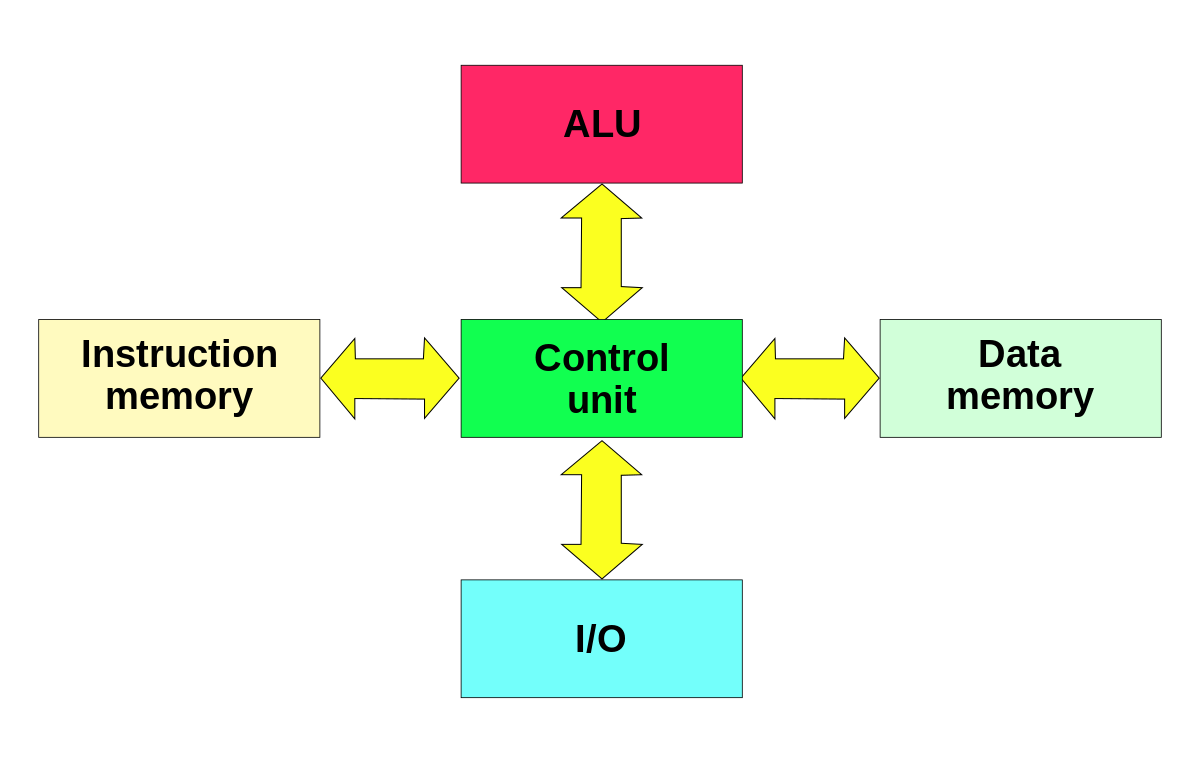 ALU
Instruction
memory
Control
unit
Data
memory
I/O